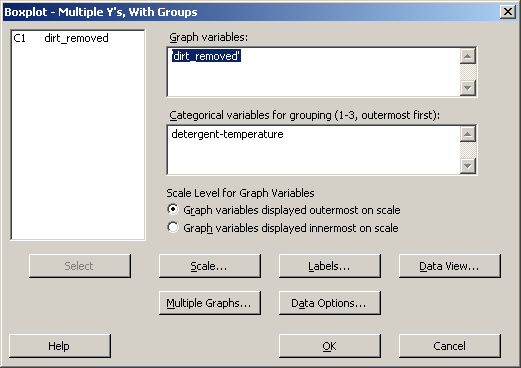 Boxplot - Multiple Y's, With Groups
C1 dirt_removed
Graph variables:
'dirt_removed'
Categorical variables for grouping (1-3, outermost first):
detergent-temperature
Scale Level for Graph Variables
Graph variables displayed outermost on scale
Graph variables displayed innermost on scale
Select
Scale...
Labels...
Data View...
Multiple Graphs...
Data Options...
Help
OK
Cancel